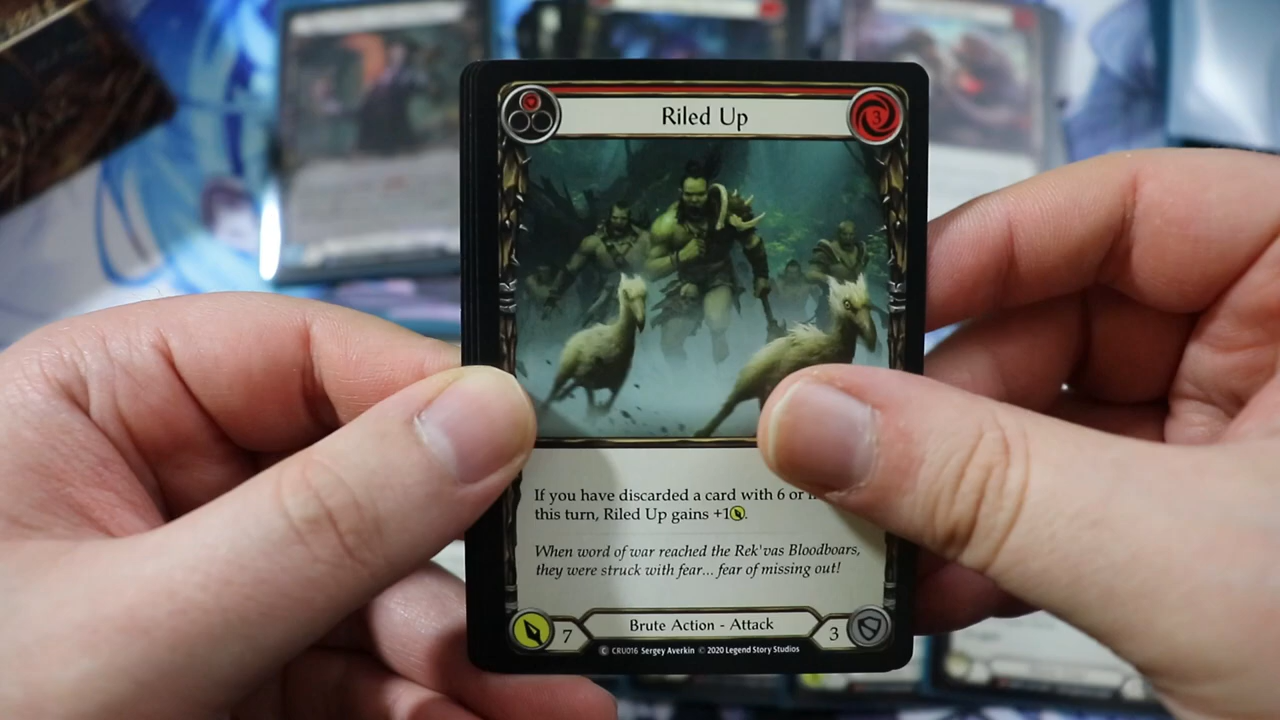 Riled Up
3
If you have discarded a card with 6 or
this turn, Riled Up gains +1
When word of war reached the Rek'vas Bloodboars,
they were struck with fear... fear of missing out!
7
Brute Action - Attack
3
C CRU016 Sergey Averkin © 2020 Legend Story Studios